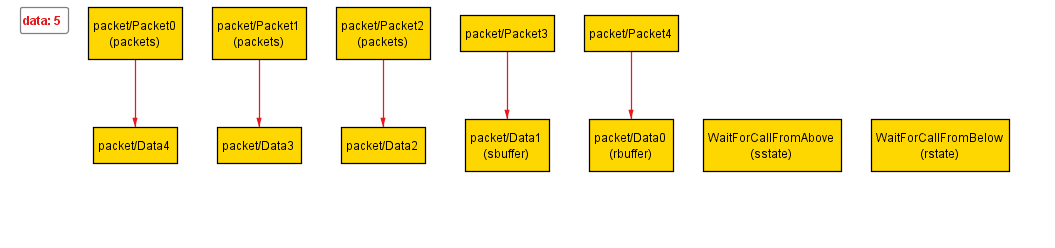 data: 5
packet/Packet0
(packets)
packet/Packet1
(packets)
packet/Packet2
(packets)
packet/Packet3
packet/Packet4
packet/Data4
packet/Data3
packet/Data2
packet/Data1
(sbuffer)
packet/Data0
(rbuffer)
WaitForCallFromAbove
(sstate)
WaitForCallFromBelow
(rstate)